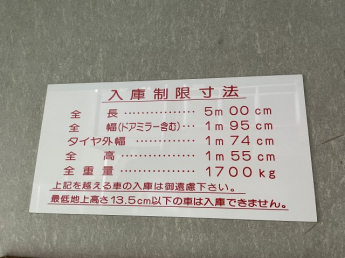 入庫制限寸法
全長 ················ 5m 00cm
全幅(ドアミラー含む)··· 1m 95cm
タイヤ外幅 ·············· 1m 74cm
全高 ················ 1m 55cm
全重量 ·············· 1700kg
上記を越える車の入庫は御遠慮下さい。
最低地上高さ13.5cm以下の車は入庫できません。